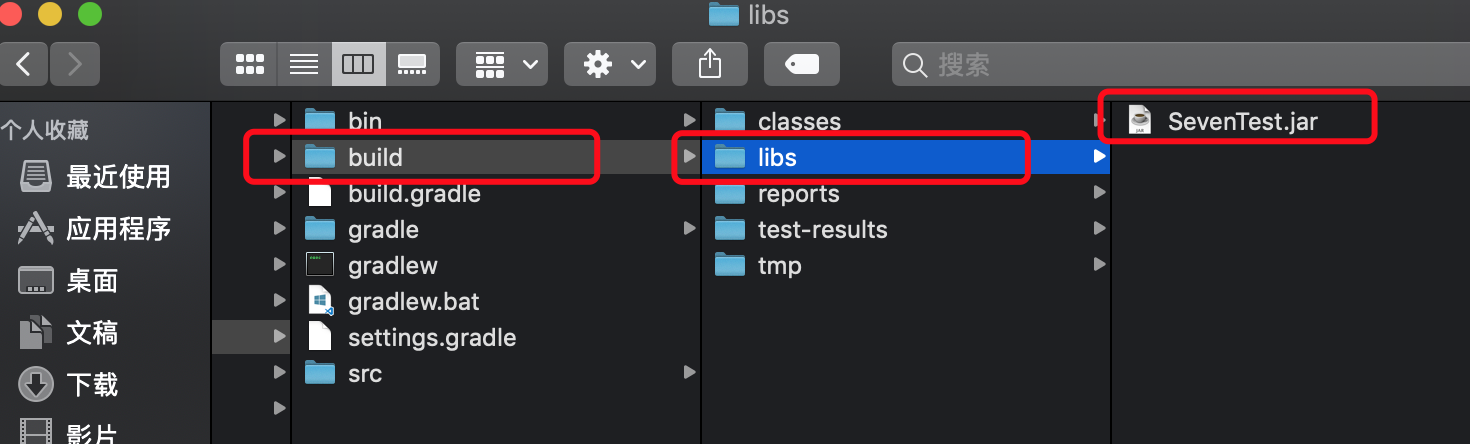 libs
搜索
个人收藏
最近使用
应用程序
桌面
文稿
下载
影片
bin
build
build.gradle
gradle
gradlew
gradlew.bat
settings.gradle
src
classes
libs
reports
test-results
tmp
SevenTest.jar